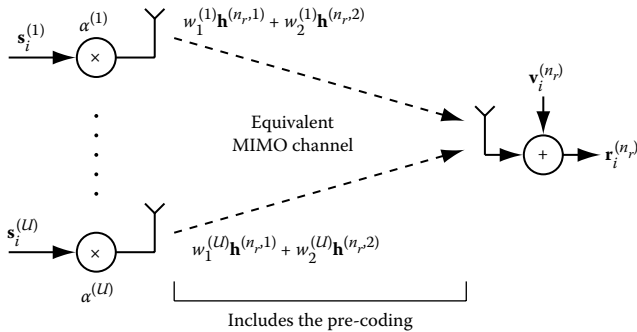 α^(1)
w_1^(1) h^(n_r,1) + w_2^(1) h^(n_r,2)
s_i^(1)
×
v_i^(n_r)
Equivalent
MIMO channel
+
r_i^(n_r)
s_i^(U)
×
w_1^(U) h^(n_r,1) + w_2^(U) h^(n_r,2)
α^(U)
Includes the pre-coding